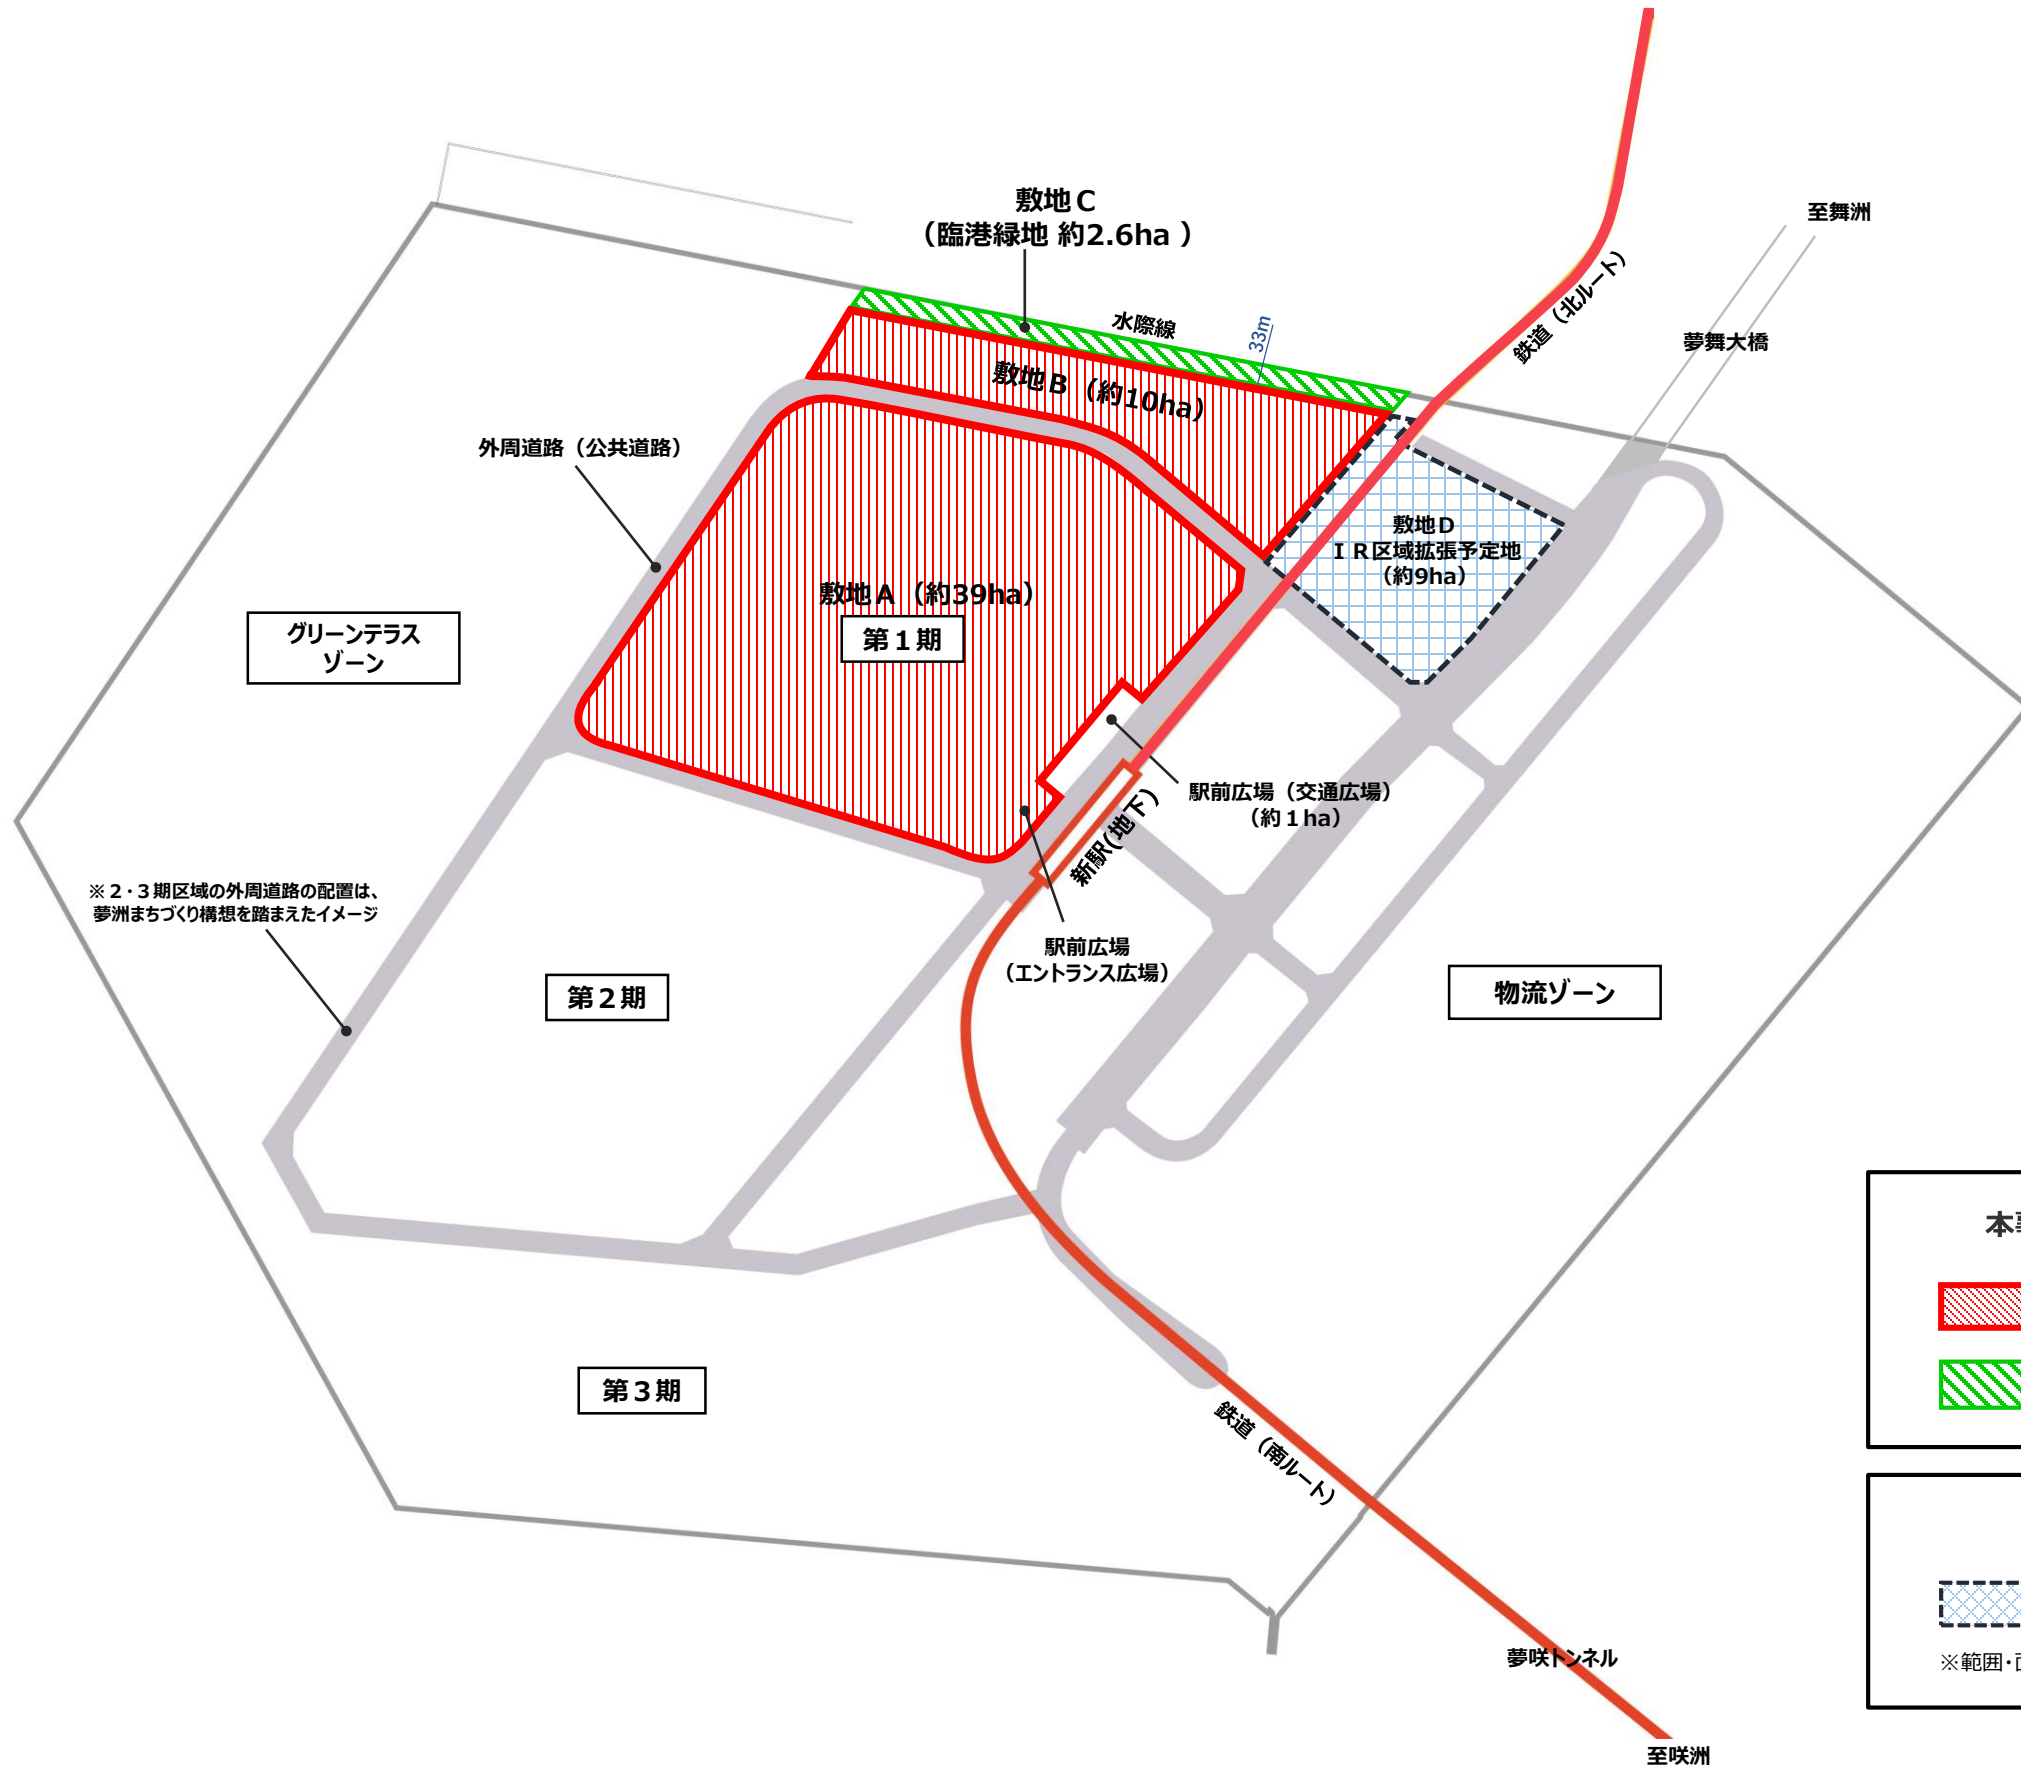 敷地Ｃ
（臨港緑地 約2.6ha ）
至舞洲
鉄道（北ルート）
夢舞大橋
水際線
33m
敷地Ｂ（約10ha）
外周道路（公共道路）
敷地Ｄ
ＩＲ区域拡張予定地
（約9ha）
敷地Ａ（約39ha）
第１期
グリーンテラス
ゾーン
駅前広場（交通広場）
（約１ha）
新駅(地下)
※２・３期区域の外周道路の配置は、
夢洲まちづくり構想を踏まえたイメージ
駅前広場
（エントランス広場）
第２期
物流ゾーン
本
第３期
鉄道（南ルート）
夢咲トンネル
※範囲・
至咲洲